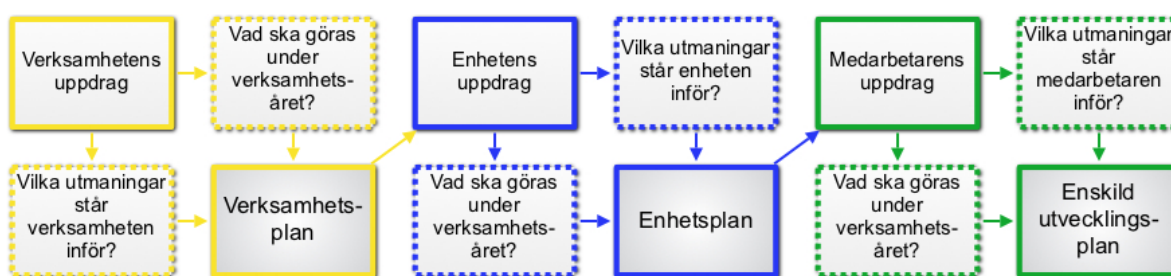 Verksamhetens
uppdrag
Vad ska göras
under
verksamhets-
året?
Enhetens
uppdrag
Vilka utmaningar
står enheten
inför?
Medarbetarens
uppdrag
Vilka utmaningar
står
medarbetaren
inför?
Vilka utmaningar
står
verksamheten
inför?
Verksamhets-
plan
Vad ska göras
under
verksamhets-
året?
Enhetsplan
Vad ska göras
under
verksamhets-
året?
Enskild
utvecklings-
plan